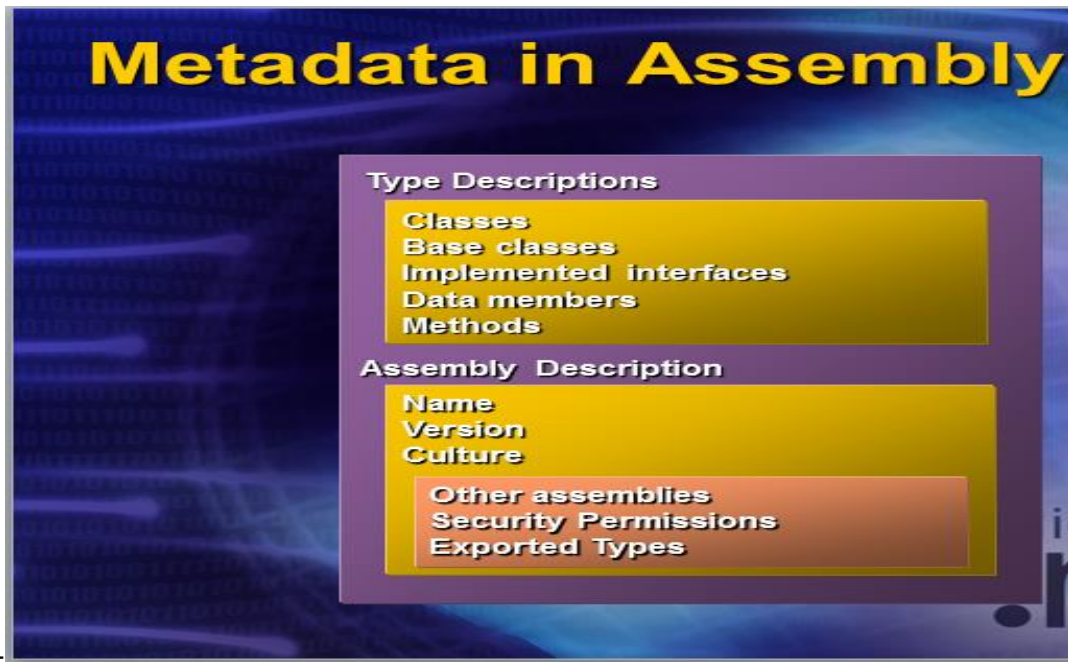 Metadata in Assembly
Type Descriptions
Classes
Base classes
Implemented interfaces
Data members
Methods
Assembly Description
Name
Version
Culture
Other assemblies
Security Permissions
Exported Types